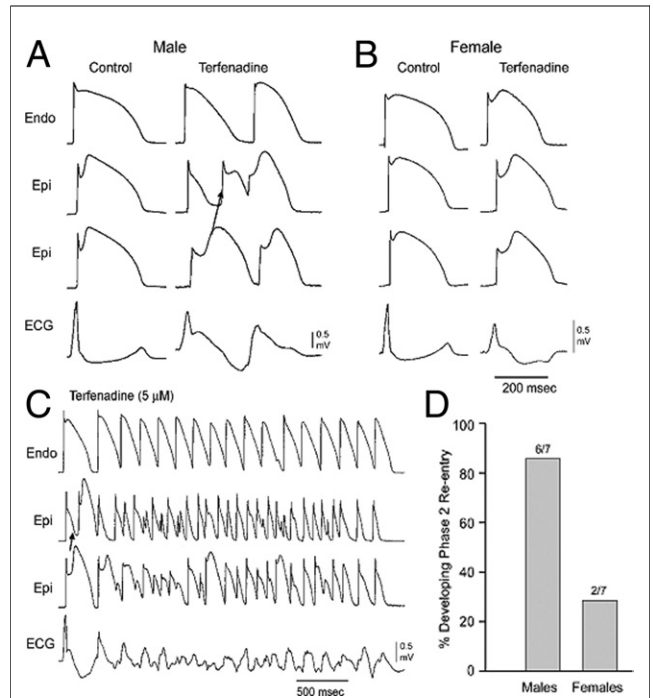 A
Male
Control
Terfenadine
Endo
Epi
Epi
ECG
0.5
mV
B
Female
Control
Terfenadine
0.5
mV
200 msec
C
Terfenadine (5 μM)
Endo
Epi
Epi
ECG
0.5
mV
500 msec
D
% Developing Phase 2 Re-entry
100
80
60
40
20
0
6/7
2/7
Males
Females